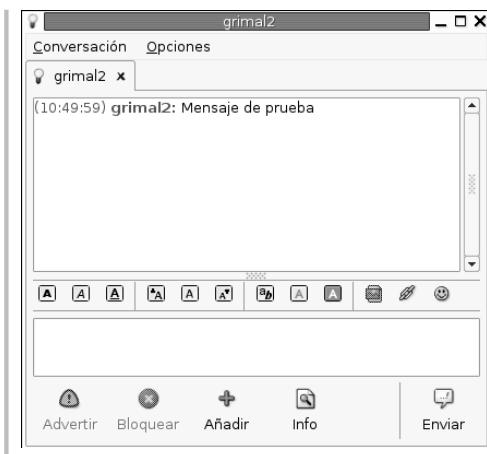 grimal2
Conversación Opciones
grimal2
(10:49:59) grimal2: Mensaje de prueba
Advertir Bloquear Añadir Info Enviar